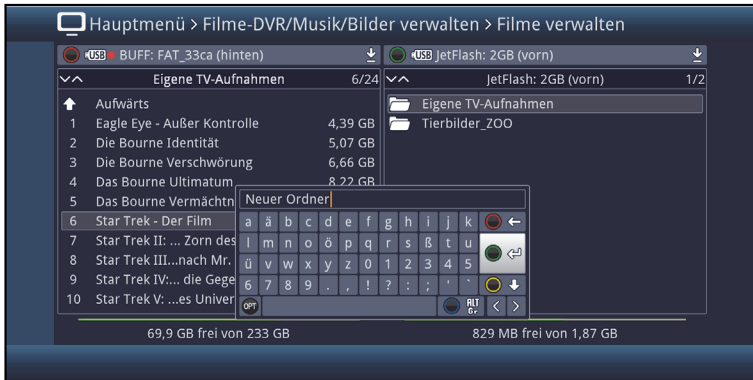 Hauptmenü > Filme-DVR/Musik/Bilder verwalten > Filme verwalten
USB BUFF: FAT_33ca (hinten)
USB JetFlash: 2GB (vorn)
Eigene TV-Aufnahmen 6/24
JetFlash: 2GB (vorn) 1/2
Aufwärts
1 Eagle Eye - Außer Kontrolle 4,39 GB
2 Die Bourne Identität 5,07 GB
3 Die Bourne Verschwörung 6,66 GB
4 Das Bourne Ultimatum 8,22 GB
5 Das Bourne Vermächtn
6 Star Trek - Der Film
7 Star Trek II: ... Zorn des
8 Star Trek III...nach Mr.
9 Star Trek IV:... die Gege
10 Star Trek V: ...es Univer
Eigene TV-Aufnahmen
Tierbilder_ZOO
Neuer Ordner
a ä b c d e f g h i j k
l m n o ö p q r s ß t u
ü v w x y z 0 1 2 3 4 5
6 7 8 9 . , ! ? : ; ' `
OPT ALT Gr < >
69,9 GB frei von 233 GB
829 MB frei von 1,87 GB